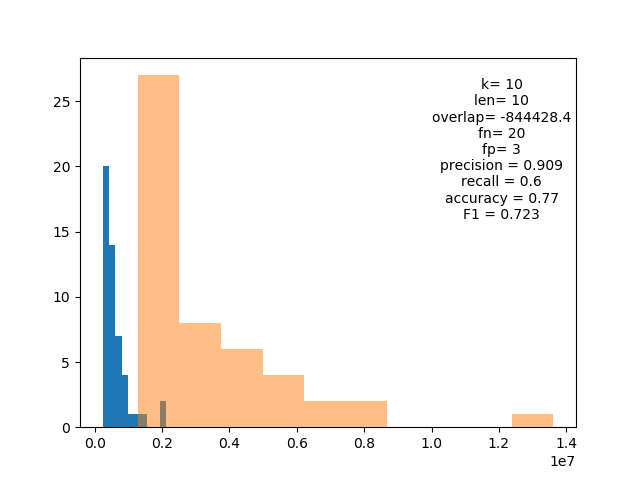 k= 10
len= 10
overlap= -844428.4
fn= 20
fp= 3
precision = 0.909
recall = 0.6
accuracy = 0.77
F1 = 0.723
25
20
15
10
5
0
0.0 0.2 0.4 0.6 0.8 1.0 1.2 1.4
1e7